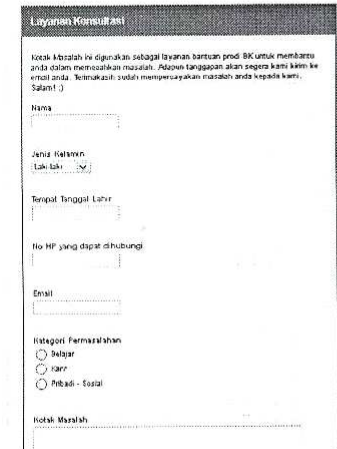 Layanan Konsultasi
Kotak Masalah ini digunakan sebagai layanan bantuan prodi BK untuk membantu
anda dalam memecahkan masalah. Adapun tanggapan akan segera kami kirim ke
email anda. Terimakasih sudah mempercayakan masalah anda kepada kami.
Salam! :)
Nama
Jenis Kelamin
Laki-laki
Tempat Tanggal Lahir
No HP yang dapat dihubungi
Email
Kategori Permasalahan
Belajar
Karir
Pribadi - Sosial
Kotak Masalah